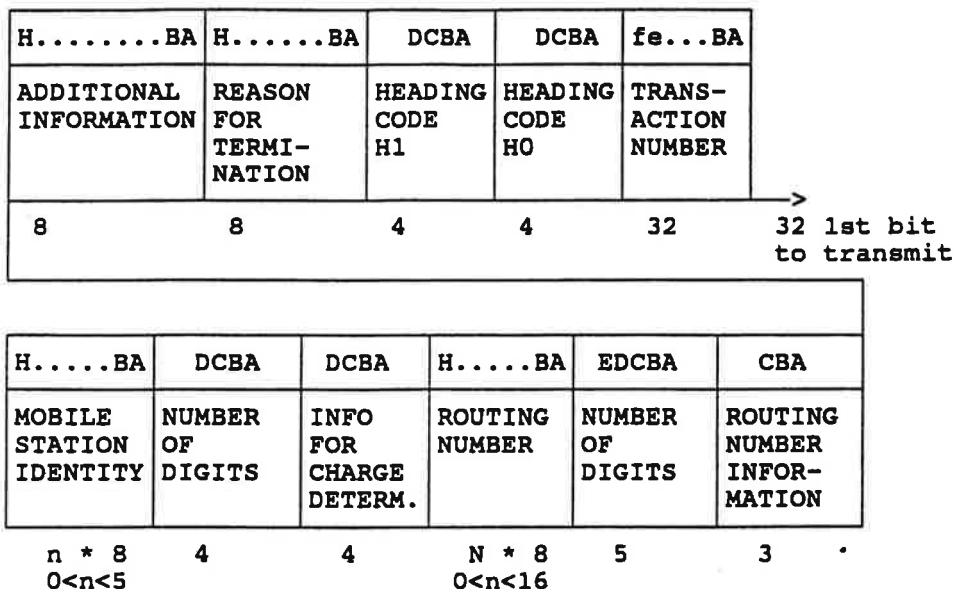 H........BA H......BA DCBA DCBA fe...BA
ADDITIONAL REASON HEADING HEADING TRANS-
INFORMATION FOR CODE CODE ACTION
TERMI- H1 H0 NUMBER
NATION
8 8 4 4 32 32 1st bit
to transmit
H.....BA DCBA DCBA H.....BA EDCBA CBA
MOBILE NUMBER INFO ROUTING NUMBER ROUTING
STATION OF FOR NUMBER OF NUMBER
IDENTITY DIGITS CHARGE DIGITS INFOR-
DETERM. MATION
n * 8 4 4 N * 8 5 3
0<n<5 0<n<16